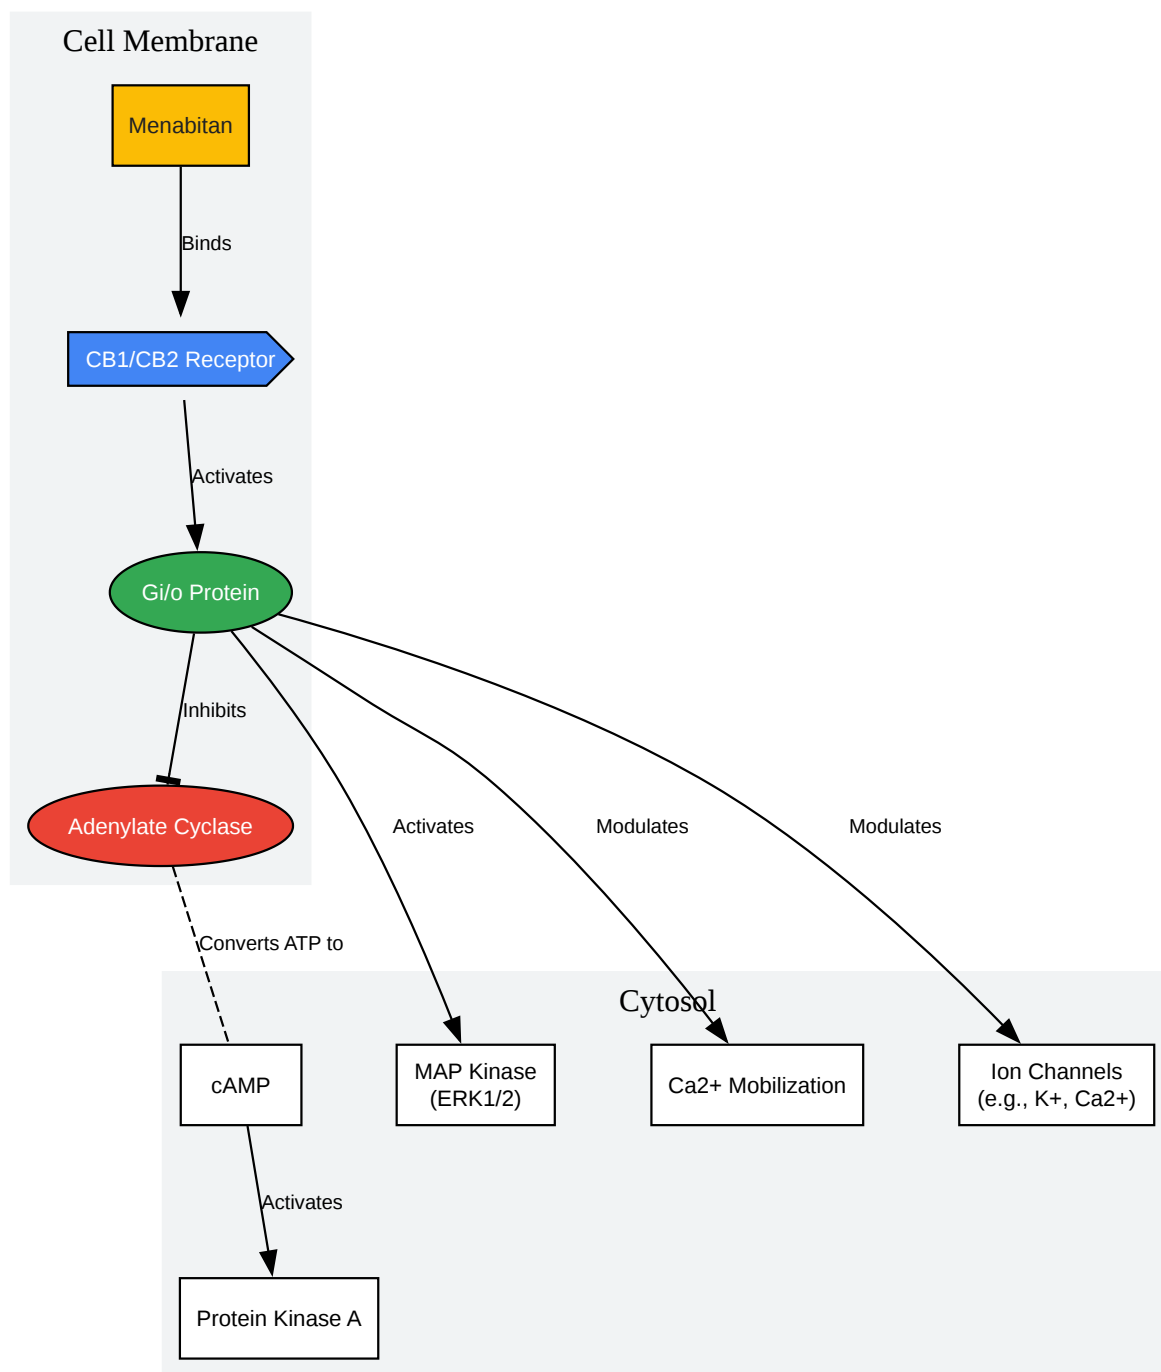 Cell Membrane
Menabitan
Binds
CB1/CB2 Receptor
Activates
Gi/o Protein
Inhibits
Adenylate Cyclase
Activates
Modulates
Modulates
Converts ATP to
Cytosol
cAMP
MAP Kinase
(ERK1/2)
Ca2+ Mobilization
Ion Channels
(e.g., K+, Ca2+)
Activates
Protein Kinase A